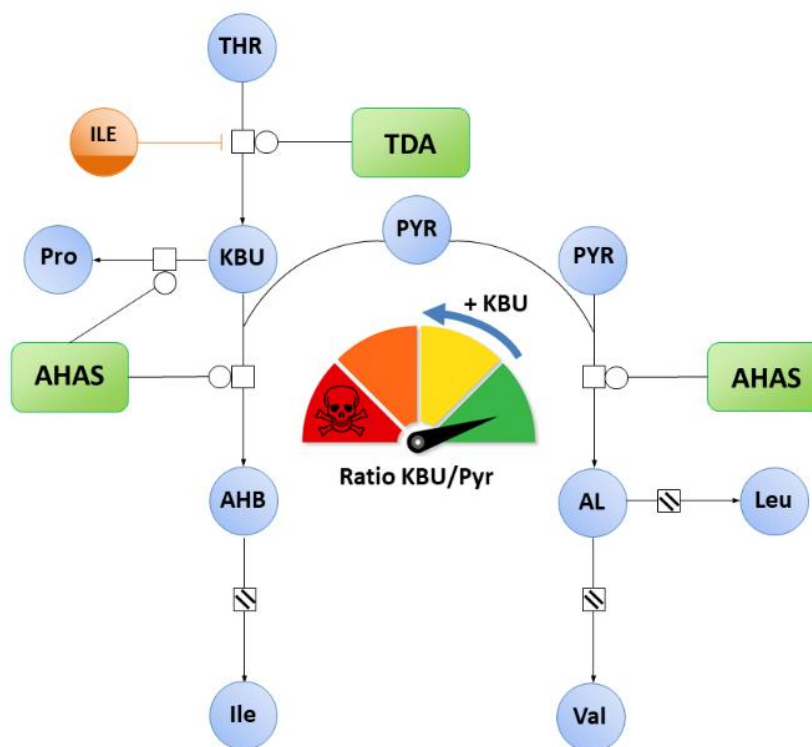 THR
ILE
TDA
Pro
KBU
PYR
PYR
+ KBU
AHAS
AHAS
Ratio KBU/Pyr
AHB
AL
Leu
Ile
Val